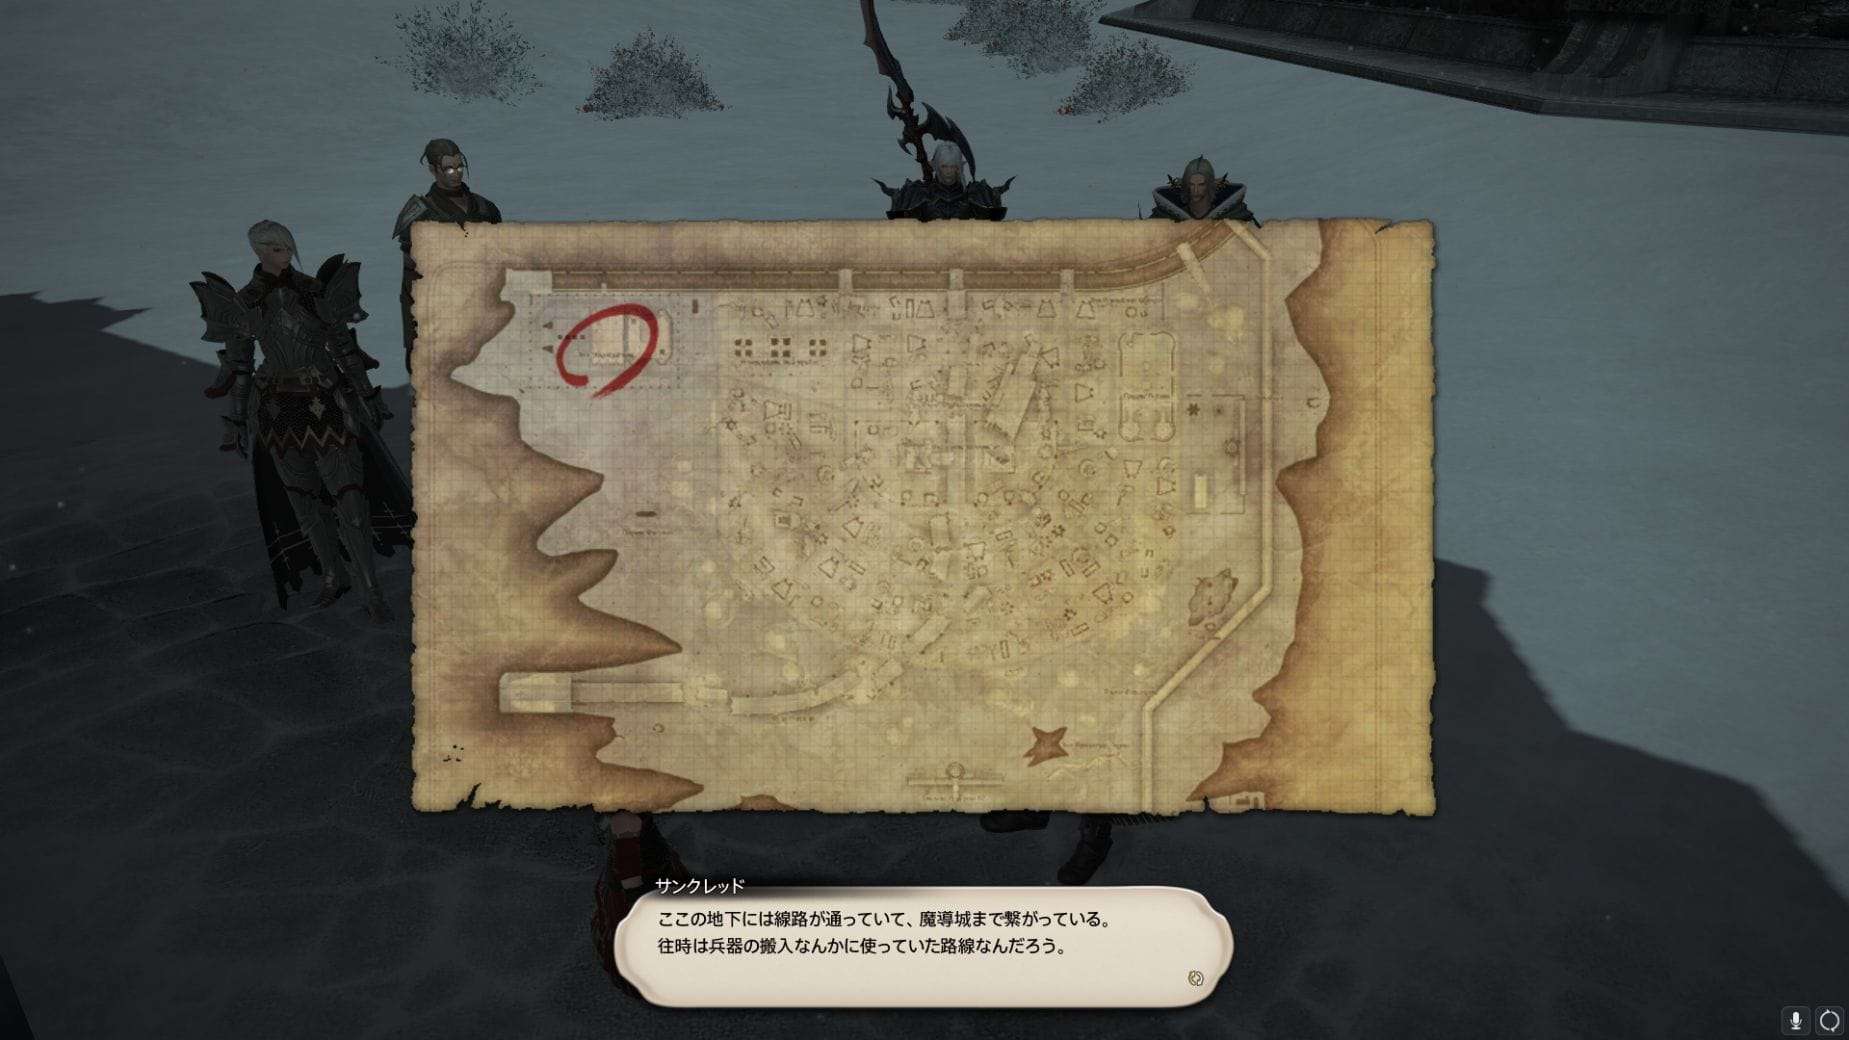 サンクレッド
ここの地下には線路が通っていて、魔導城まで繋がっている。
往時は兵器の搬入なんかに使っていた路線なんだろう。